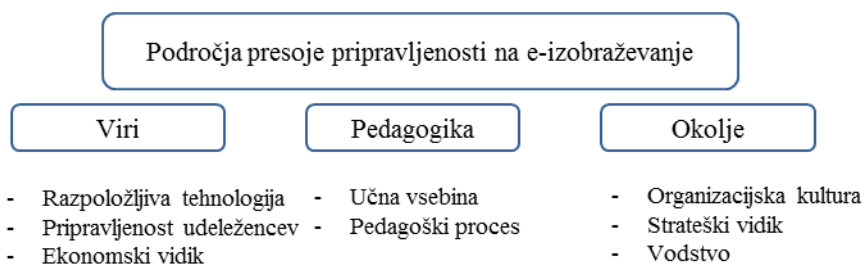 Področja presoje pripravljenosti na e-izobraževanje
Viri
Pedagogika
Okolje
- Razpoložljiva tehnologija
- Pripravljenost udeležencev
- Ekonomski vidik
- Učna vsebina
- Pedagoški proces
- Organizacijska kultura
- Strateški vidik
- Vodstvo